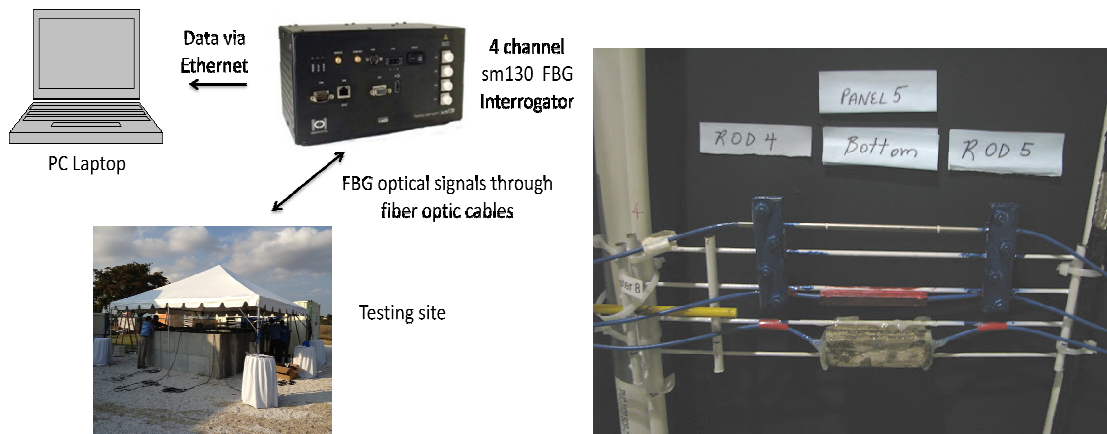 Data via
Ethernet
4 channel
sm130 FBG
Interrogator
PC Laptop
FBG optical signals through
fiber optic cables
Testing site
PANEL 5
ROD 4
Bottom
ROD 5
4